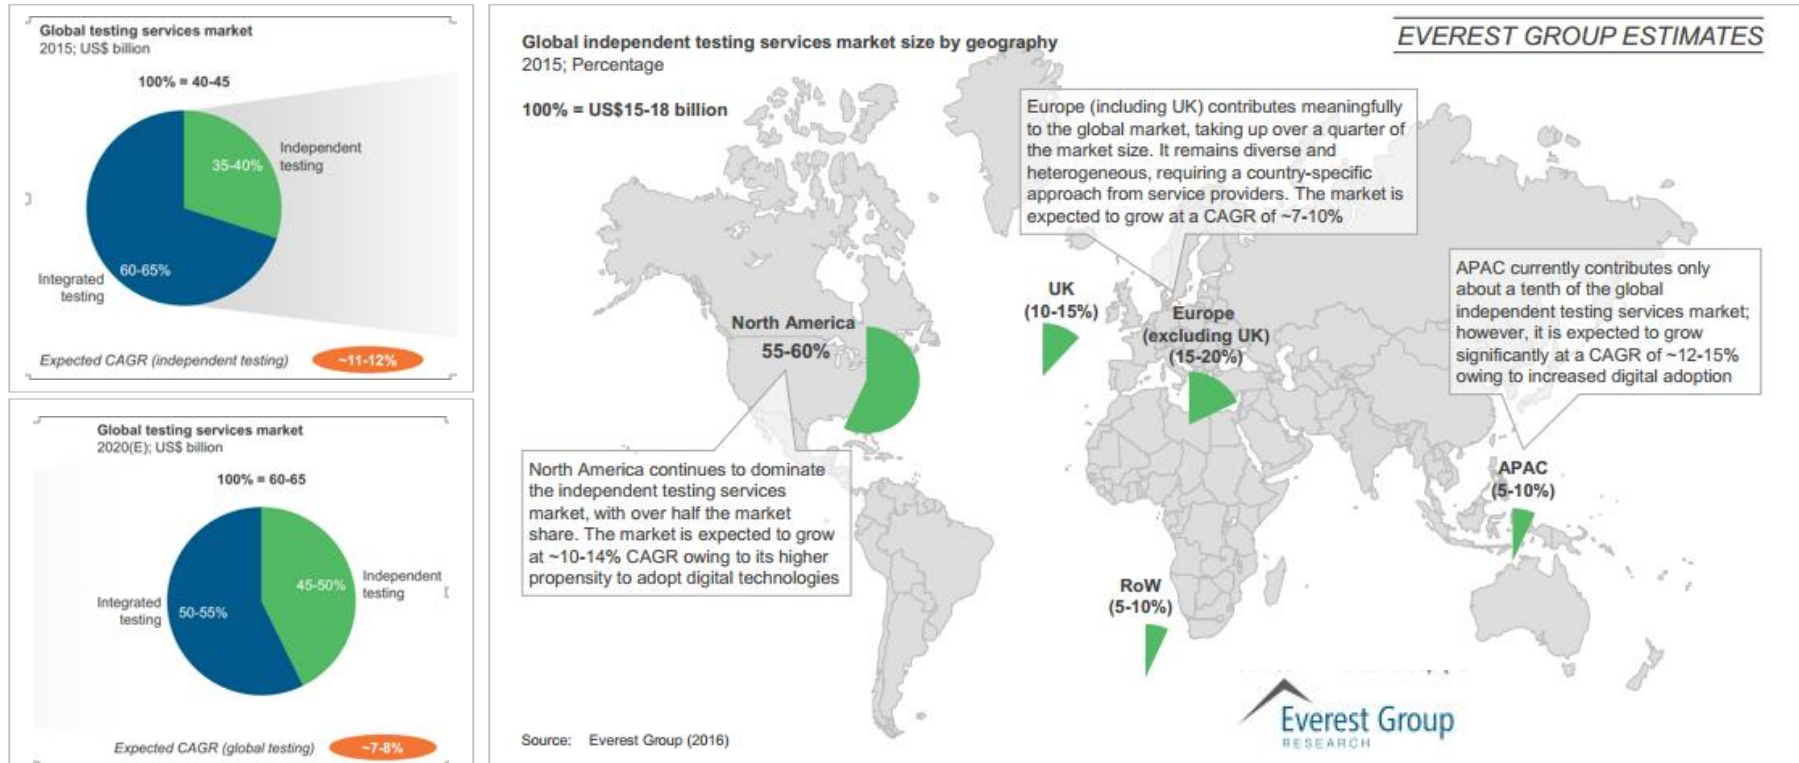 Global testing services market
2015; US$ billion
100% = 40-45
Independent
testing
35-40%
60-65%
Integrated
testing
Expected CAGR (independent testing)
~11-12%
Global testing services market
2020(E); US$ billion
100% = 60-65
Independent
testing
45-50%
Integrated
testing
50-55%
Expected CAGR (global testing)
~7-8%
EVEREST GROUP ESTIMATES
Global independent testing services market size by geography
2015; Percentage
100% = US$15-18 billion
Europe (including UK) contributes meaningfully
to the global market, taking up over a quarter of
the market size. It remains diverse and
heterogeneous, requiring a country-specific
approach from service providers. The market is
expected to grow at a CAGR of ~7-10%
APAC currently contributes only
about a tenth of the global
independent testing services market;
however, it is expected to grow
significantly at a CAGR of ~12-15%
owing to increased digital adoption
UK
(10-15%)
Europe
(excluding UK)
(15-20%)
North America
55-60%
North America continues to dominate
the independent testing services
market, with over half the market
share. The market is expected to grow
at ~10-14% CAGR owing to its higher
propensity to adopt digital technologies
APAC
(5-10%)
RoW
(5-10%)
Source: Everest Group (2016)
Everest Group
RESEARCH